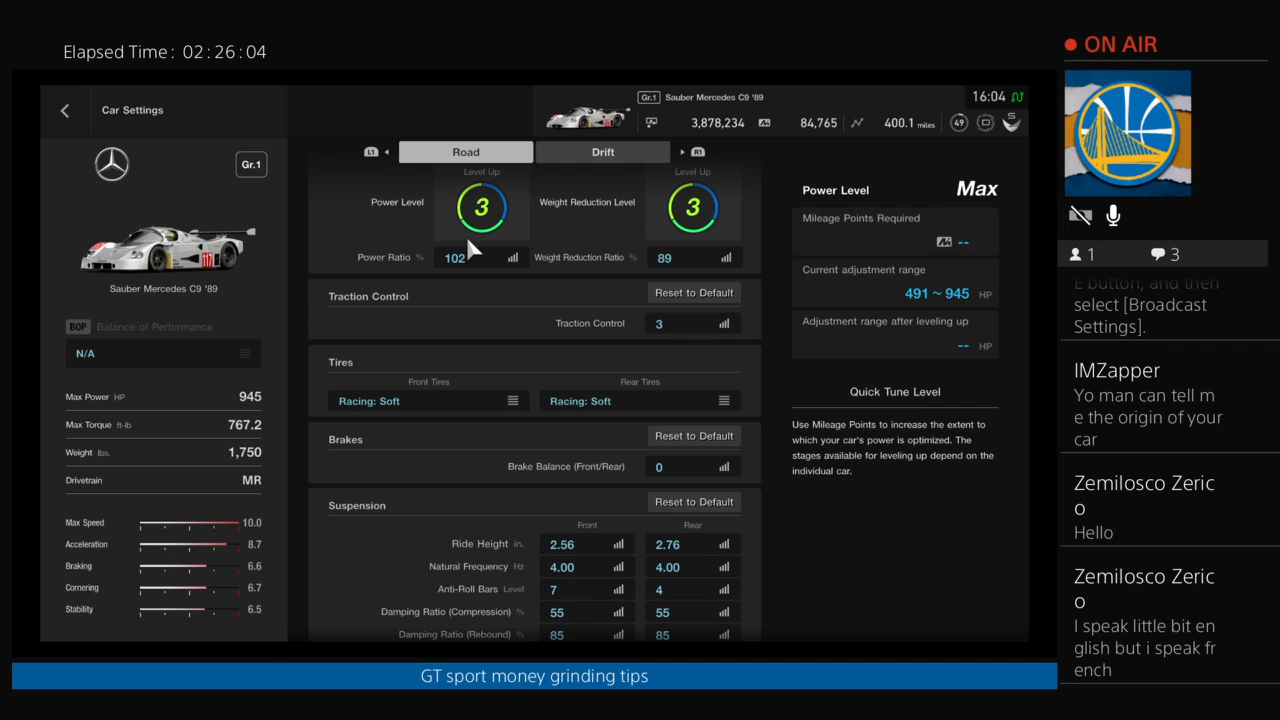 Elapsed Time: 02:26:04
ON AIR
Car Settings
Gr.1 Sauber Mercedes C9 '89
16:04
3,878,234 84,765 400.1 miles 49 S
L1 Road Drift R1
Gr.1
Level Up Level Up
Power Level 3 Weight Reduction Level 3
Power Ratio % 102 Weight Reduction Ratio % 89
Power Level Max
Mileage Points Required
--
Current adjustment range
491 ~ 945 HP
Adjustment range after leveling up
-- HP
Quick Tune Level
Use Mileage Points to increase the extent to
which your car's power is optimized. The
stages available for leveling up depend on the
individual car.
117
Sauber Mercedes C9 '89
BOP Balance of Performance
N/A
Max Power HP 945
Max Torque ft-lb 767.2
Weight lbs. 1,750
Drivetrain MR
Max Speed 10.0
Acceleration 8.7
Braking 6.6
Cornering 6.7
Stability 6.5
Traction Control Reset to Default
Traction Control 3
Tires
Front Tires Rear Tires
Racing: Soft Racing: Soft
Brakes Reset to Default
Brake Balance (Front/Rear) 0
Suspension Reset to Default
Front Rear
Ride Height in. 2.56 2.76
Natural Frequency Hz 4.00 4.00
Anti-Roll Bars Level 7 4
Damping Ratio (Compression) % 55 55
Damping Ratio (Rebound) % 85 85
1 3
E button, and then
select [Broadcast
Settings].
IMZapper
Yo man can tell m
e the origin of your
car
Zemilosco Zeric
o
Hello
Zemilosco Zeric
o
I speak little bit en
glish but i speak fr
ench
GT sport money grinding tips